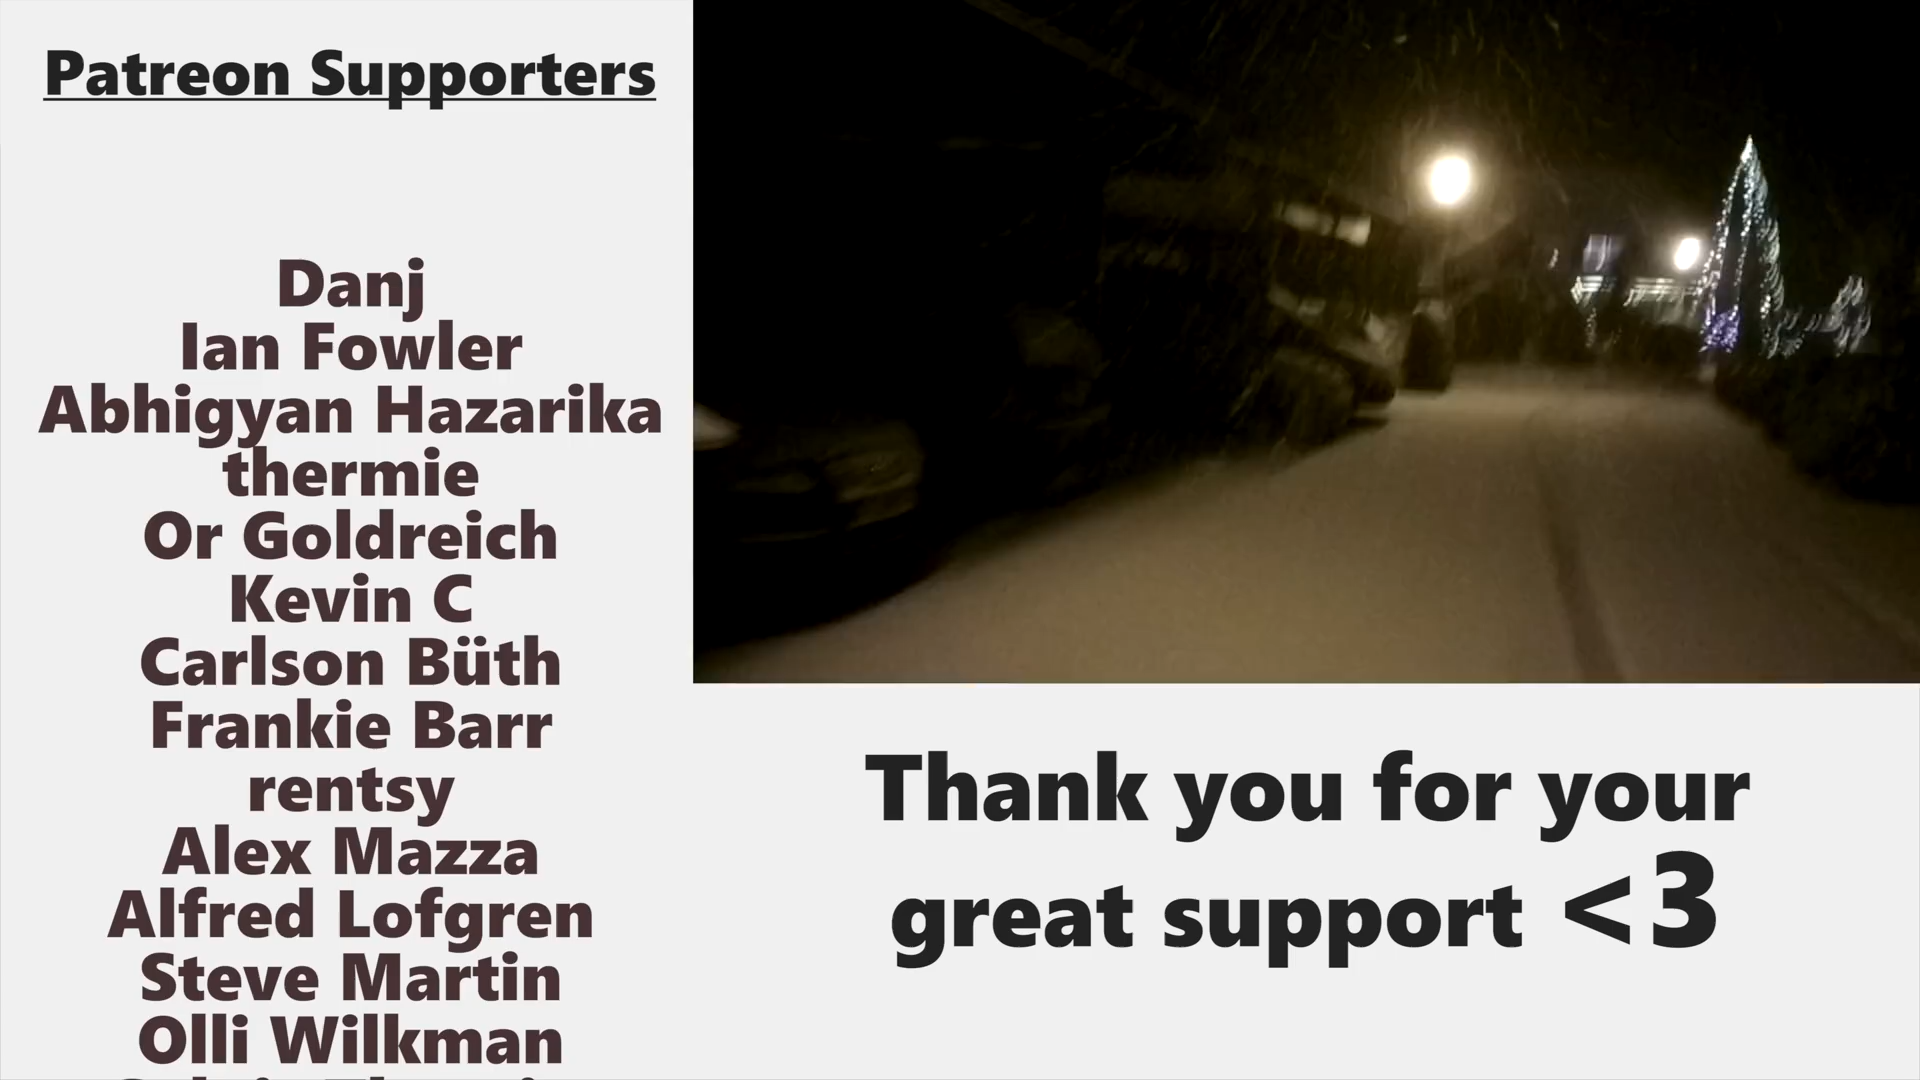 Patreon Supporters
Danj
Ian Fowler
Abhigyan Hazarika
thermie
Or Goldreich
Kevin C
Carlson Büth
Frankie Barr
rentsy
Alex Mazza
Alfred Lofgren
Steve Martin
Olli Wilkman
Thank you for your
great support <3